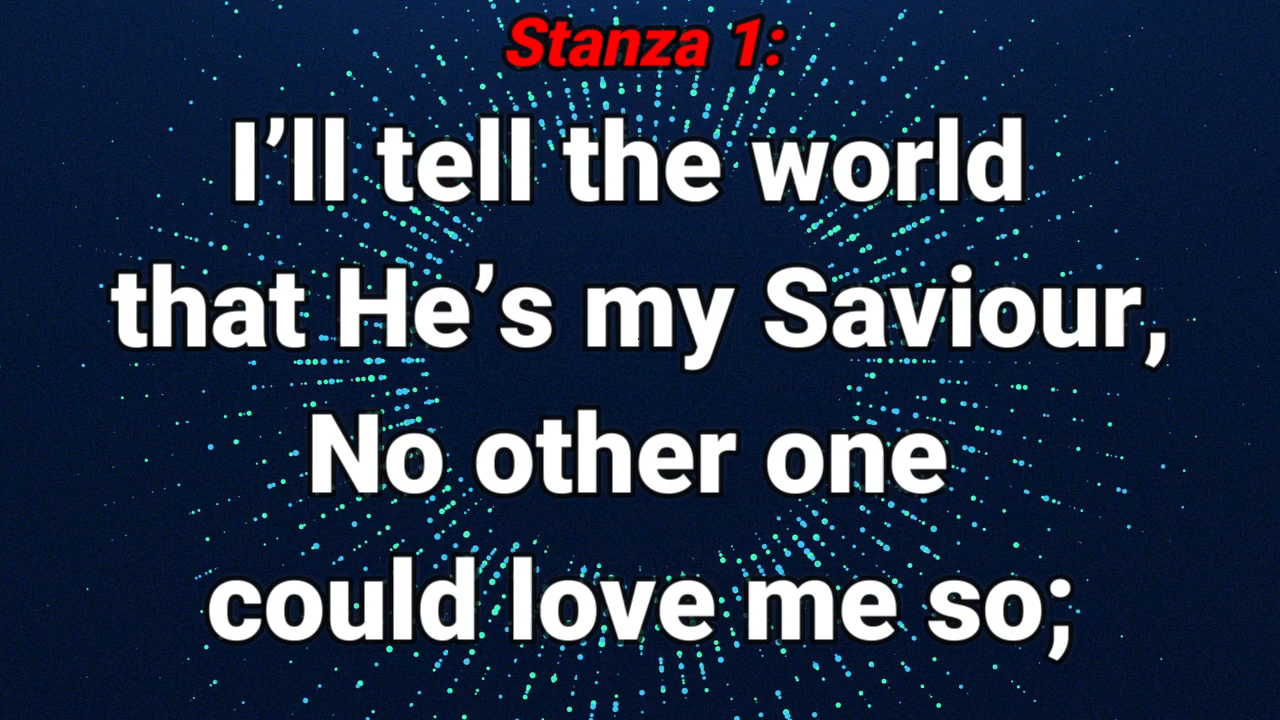 Stanza 1:
I’ll tell the world
that He’s my Saviour,
No other one
could love me so;